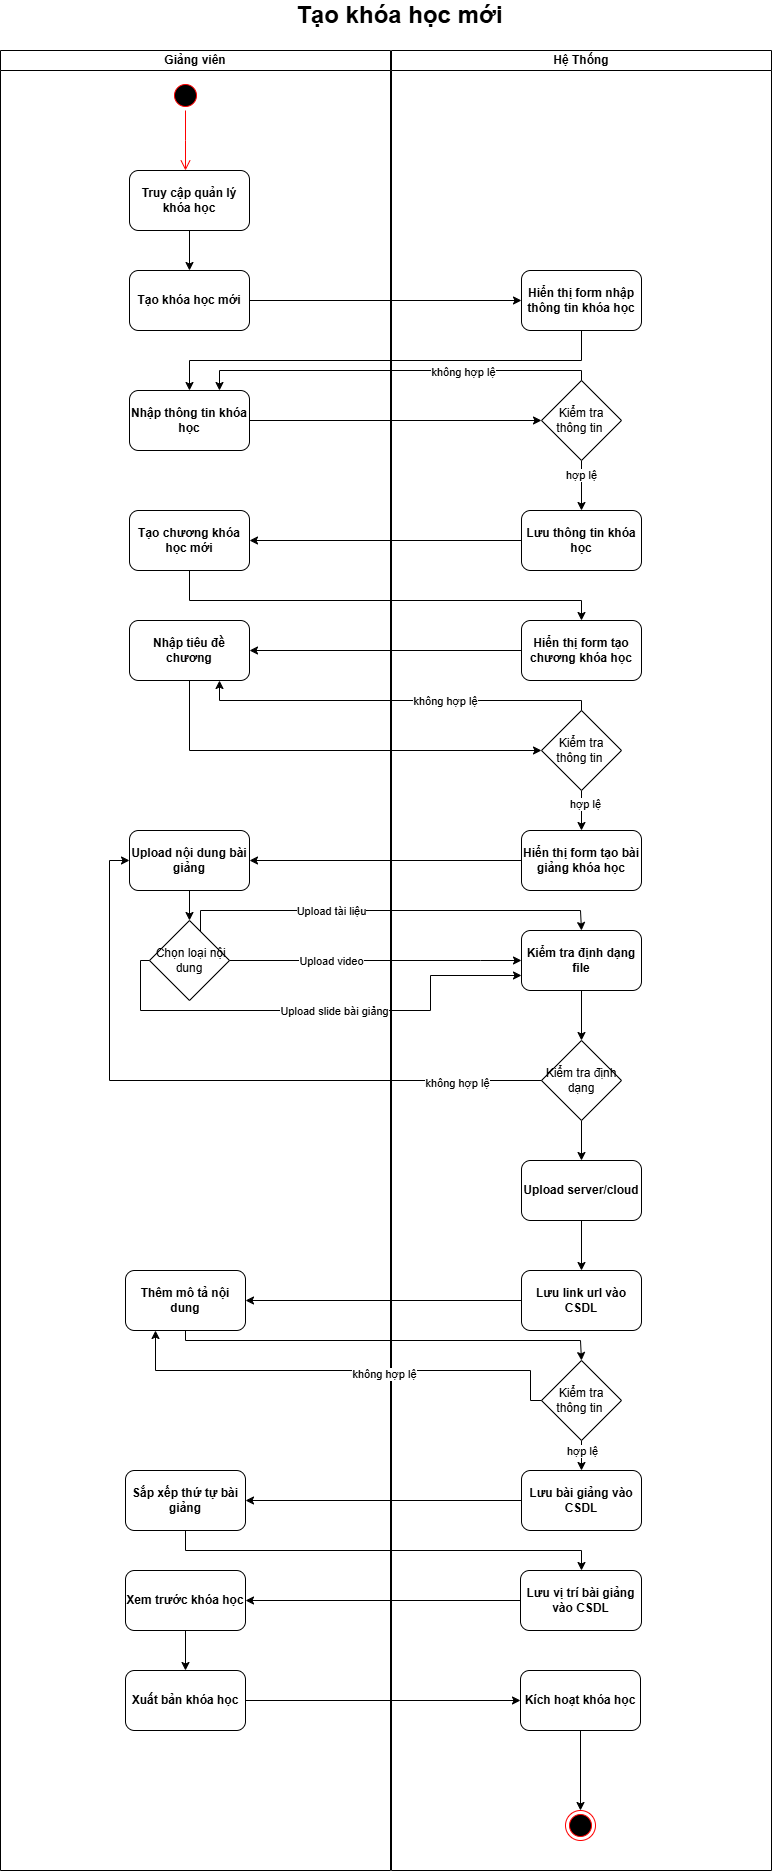 Tạo khóa học mới
Giảng viên
Hệ Thống
Truy cập quản lý
khóa học
Tạo khóa học mới
Hiển thị form nhập
thông tin khóa học
không hợp lệ
Nhập thông tin khóa
học
Kiểm tra
thông tin
hợp lệ
Tạo chương khóa
học mới
Lưu thông tin khóa
học
Nhập tiêu đề
chương
Hiển thị form tạo
chương khóa học
không hợp lệ
Kiểm tra
thông tin
hợp lệ
Upload nội dung bài
giảng
Hiển thị form tạo bài
giảng khóa học
Upload tài liệu
Chọn loại nội
dung
Upload video
Kiểm tra định dạng
file
Upload slide bài giảng
không hợp lệ
Kiểm tra định
dạng
Upload server/cloud
Thêm mô tả nội
dung
Lưu link url vào
CSDL
không hợp lệ
Kiểm tra
thông tin
hợp lệ
Sắp xếp thứ tự bài
giảng
Lưu bài giảng vào
CSDL
Xem trước khóa học
Lưu vị trí bài giảng
vào CSDL
Xuất bản khóa học
Kích hoạt khóa học